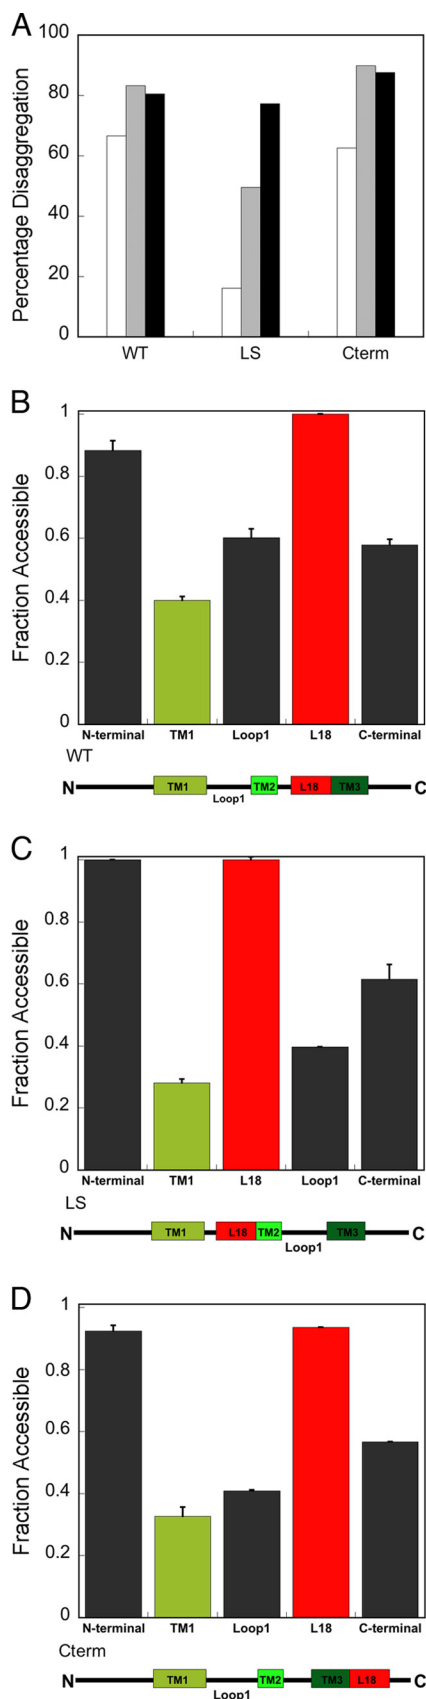 A
Percentage Disaggregation
100
80
60
40
20
0
WT LS Cterm
B
Fraction Accessible
1
0.8
0.6
0.4
0.2
0
N-terminal TM1 Loop1 L18 C-terminal
WT
N TM1 Loop1 TM2 L18 TM3 C
C
Fraction Accessible
1
0.8
0.6
0.4
0.2
0
N-terminal TM1 L18 Loop1 C-terminal
LS
N TM1 L18 TM2 Loop1 TM3 C
D
Fraction Accessible
1
0.8
0.6
0.4
0.2
0
N-terminal TM1 Loop1 L18 C-terminal
Cterm
N TM1 Loop1 TM2 TM3 L18 C